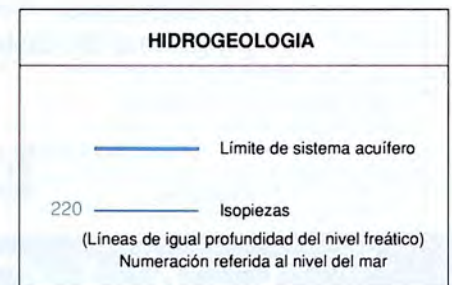 HIDROGEOLOGIA
Límite de sistema acuífero
220 Isopiezas
(Líneas de igual profundidad del nivel freático)
Numeración referida al nivel del mar